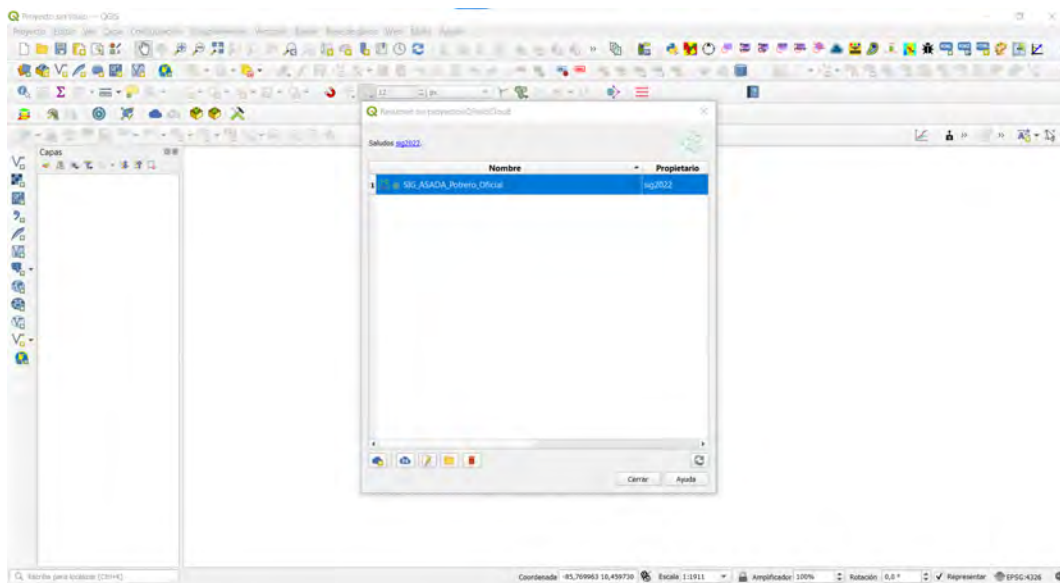 Proyecto sin título — QGIS
Capas
Resumen de proyectos QFieldCloud
Saludos sig2022.
Nombre Propietario
1 SIG_ASADA_Potrero_Oficial sig2022
Cerrar Ayuda
Escribe para localizar (Ctrl+K)
Coordenada -85,769963 10,459730 Escala 1:1911 Amplificador 100% Rotación 0,0 ° Representar EPSG:4326